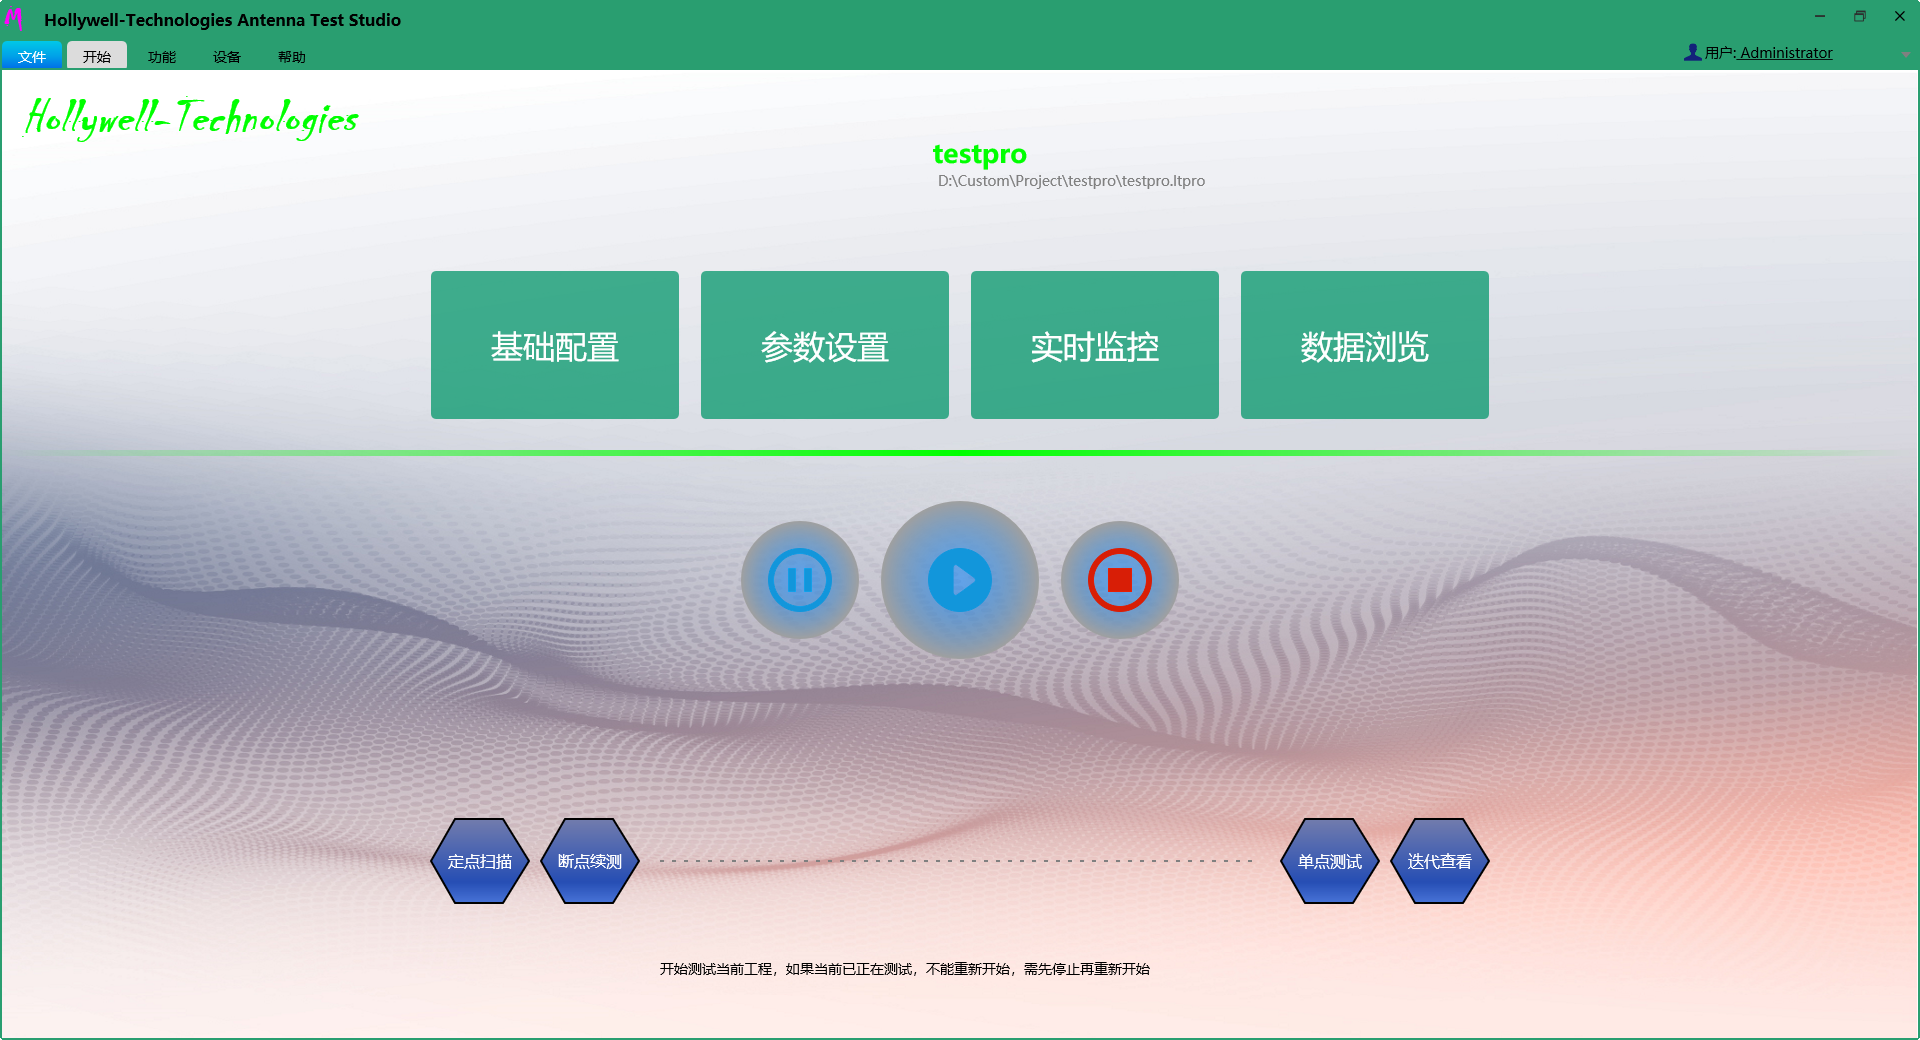 Hollywell-Technologies Antenna Test Studio
文件 开始 功能 设备 帮助 用户: Administrator
Hollywell-Technologies
testpro
D:\Custom\Project\testpro\testpro.ltpro
基础配置 参数设置 实时监控 数据浏览
定点扫描 断点续测 单点测试 迭代查看
开始测试当前工程，如果当前已正在测试，不能重新开始，需先停止再重新开始